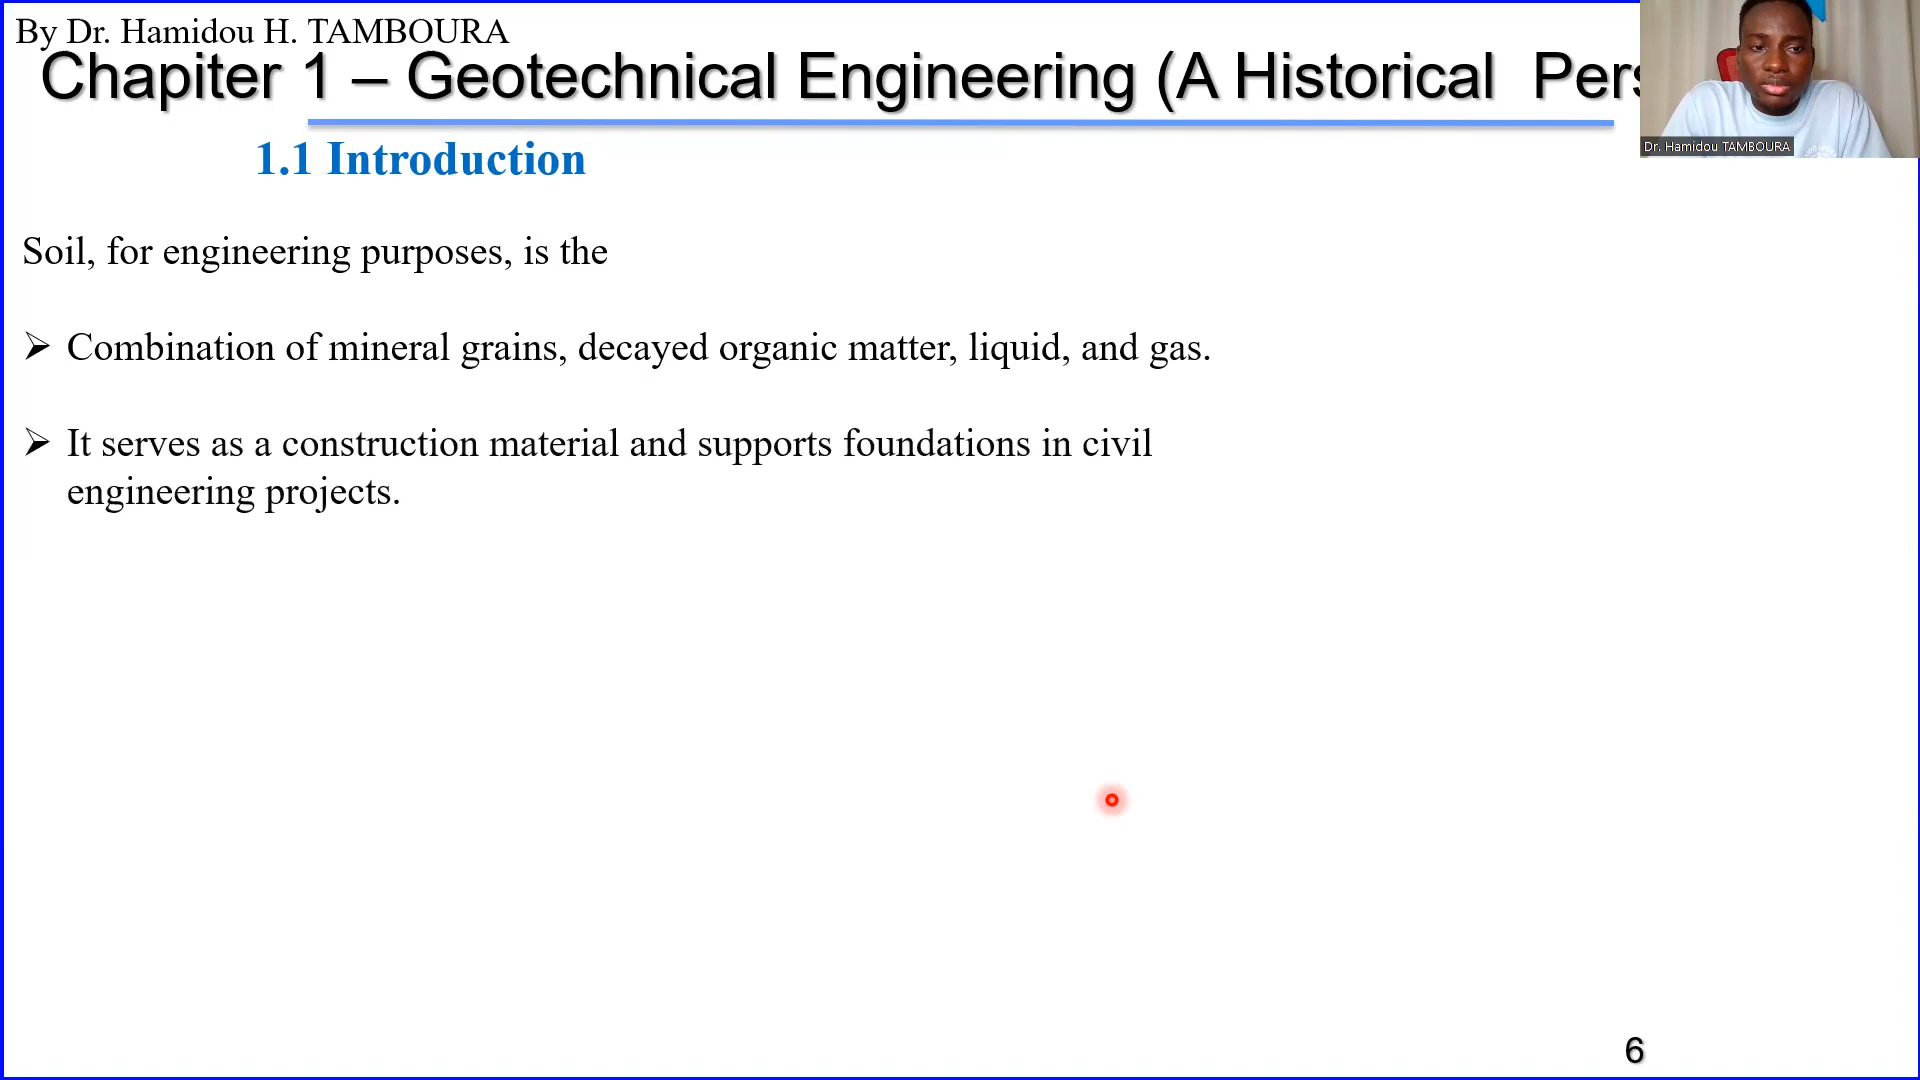 By Dr. Hamidou H. TAMBOURA
Chapiter 1 – Geotechnical Engineering (A Historical Pers
Dr. Hamidou TAMBOURA
1.1 Introduction
Soil, for engineering purposes, is the
➢ Combination of mineral grains, decayed organic matter, liquid, and gas.
➢ It serves as a construction material and supports foundations in civil
engineering projects.
6